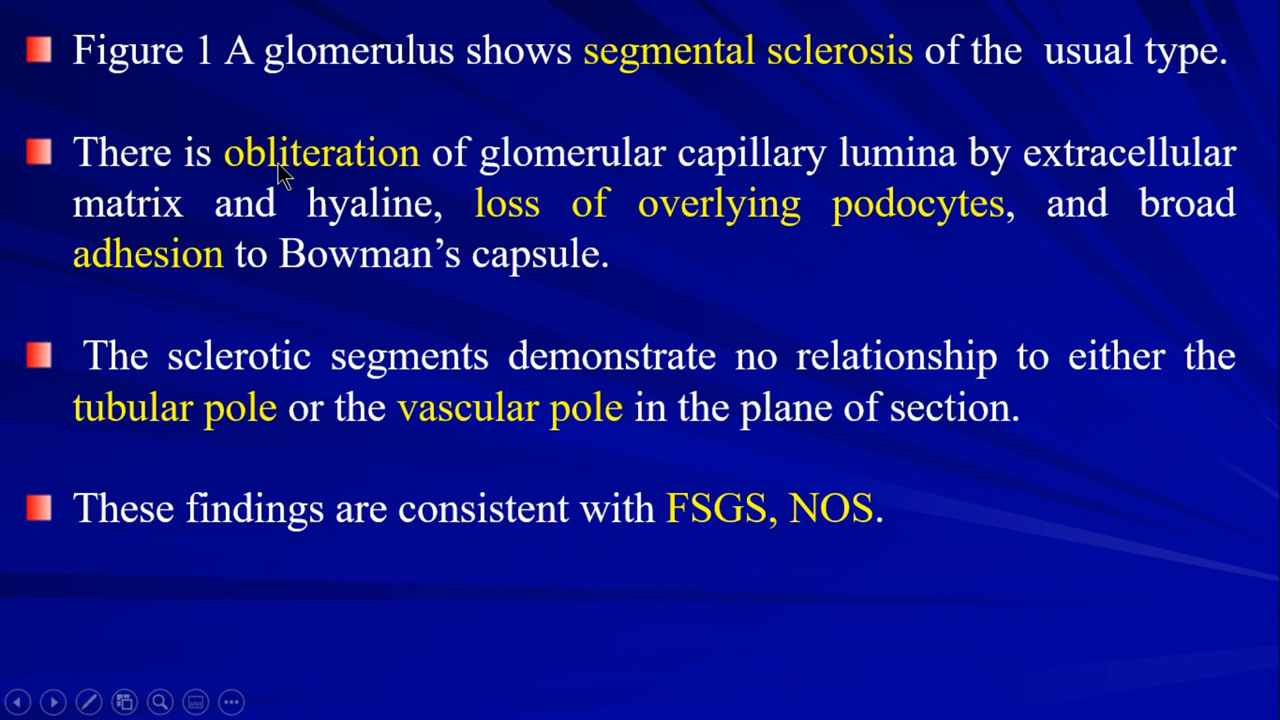 Figure 1 A glomerulus shows segmental sclerosis of the usual type.
There is obliteration of glomerular capillary lumina by extracellular
matrix and hyaline, loss of overlying podocytes, and broad
adhesion to Bowman’s capsule.
The sclerotic segments demonstrate no relationship to either the
tubular pole or the vascular pole in the plane of section.
These findings are consistent with FSGS, NOS.